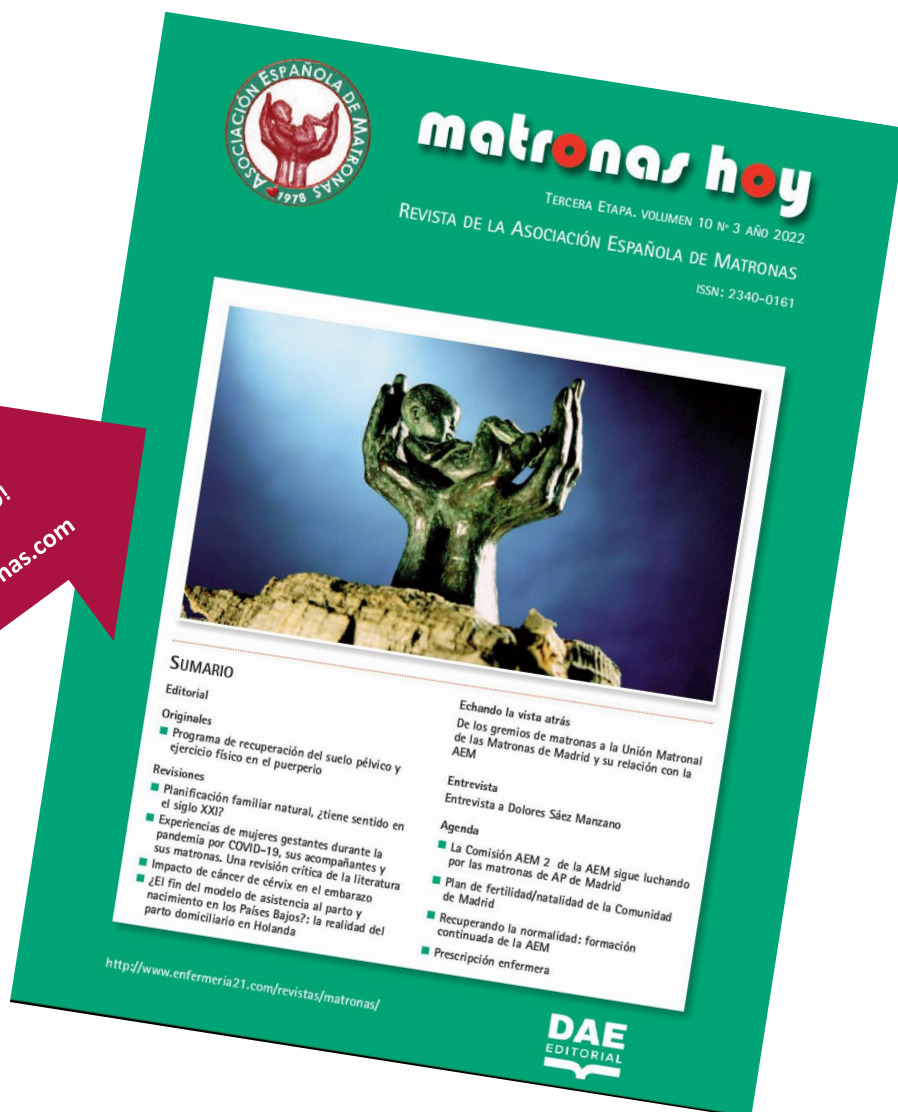 ASOCIACIÓN ESPAÑOLA DE MATRONAS
1978
matronas hoy
TERCERA ETAPA. VOLUMEN 10 Nº 3 AÑO 2022
REVISTA DE LA ASOCIACIÓN ESPAÑOLA DE MATRONAS
ISSN: 2340-0161
SUMARIO
Editorial
Originales
Programa de recuperación del suelo pélvico y
ejercicio físico en el puerperio
Revisiones
Planificación familiar natural, ¿tiene sentido en
el siglo XXI?
Experiencias de mujeres gestantes durante la
pandemia por COVID-19, sus acompañantes y
sus matronas. Una revisión crítica de la literatura
Impacto de cáncer de cérvix en el embarazo
¿El fin del modelo de asistencia al parto y
nacimiento en los Países Bajos?: la realidad del
parto domiciliario en Holanda
Echando la vista atrás
De los gremios de matronas a la Unión Matronal
de las Matronas de Madrid y su relación con la
AEM
Entrevista
Entrevista a Dolores Sáez Manzano
Agenda
La Comisión AEM 2 de la AEM sigue luchando
por las matronas de AP de Madrid
Plan de fertilidad/natalidad de la Comunidad
de Madrid
Recuperando la normalidad: formación
continuada de la AEM
Prescripción enfermera
http://www.enfermeria21.com/revistas/matronas/
DAE
EDITORIAL